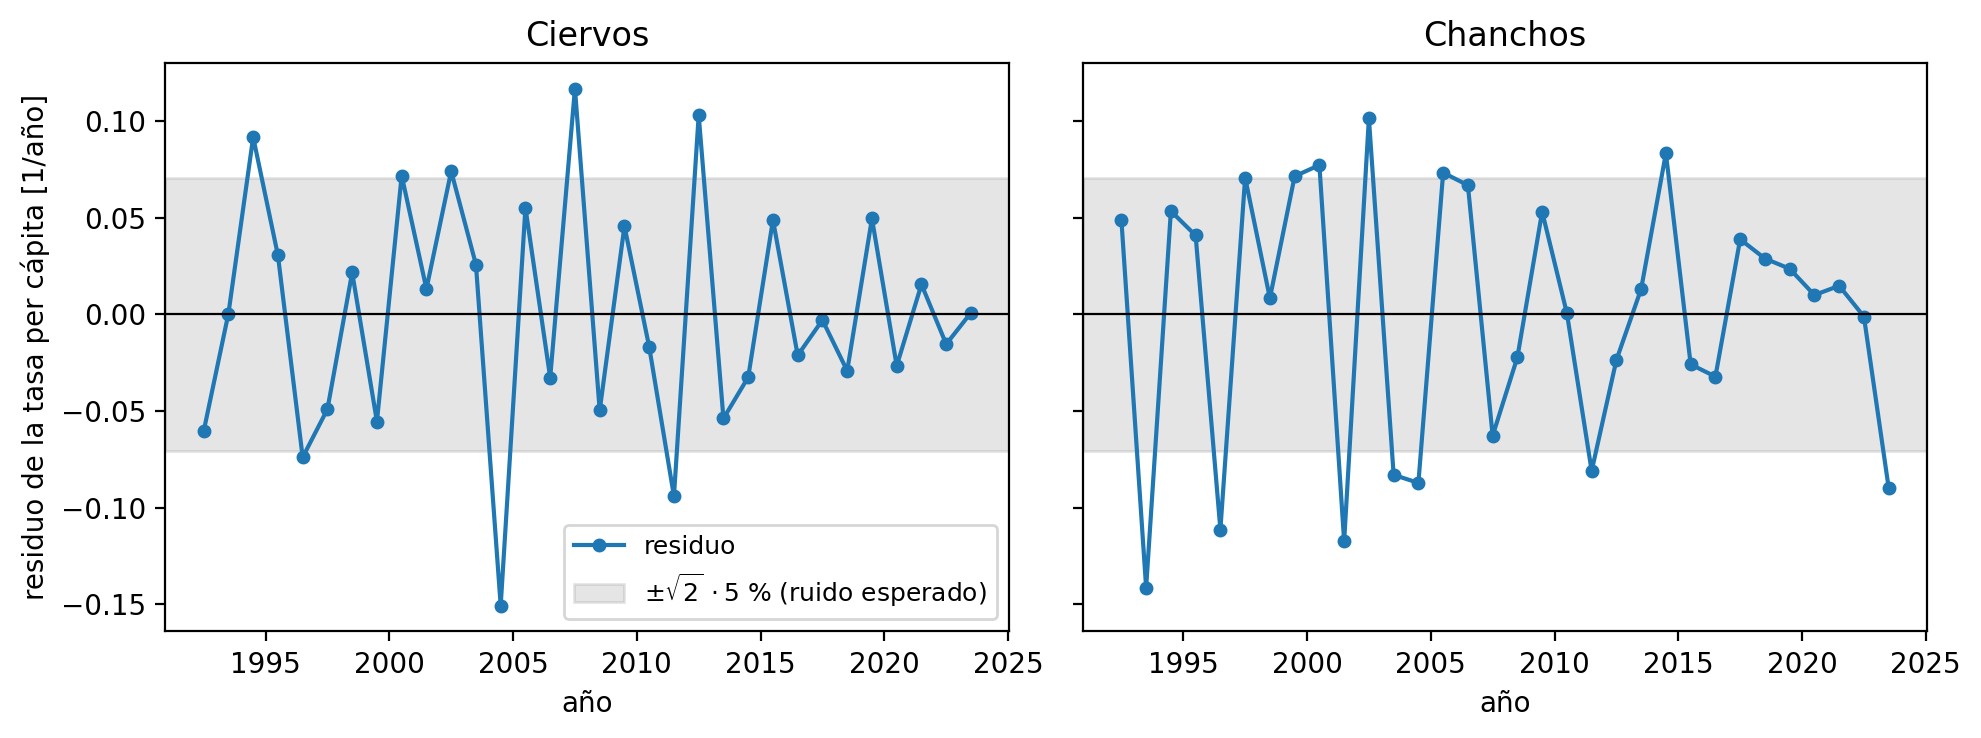 Ciervos
Chanchos
residuo de la tasa per cápita [1/año]
0.10
0.05
0.00
−0.05
−0.10
−0.15
residuo
±√2 · 5 % (ruido esperado)
1995 2000 2005 2010 2015 2020 2025
1995 2000 2005 2010 2015 2020 2025
año
año